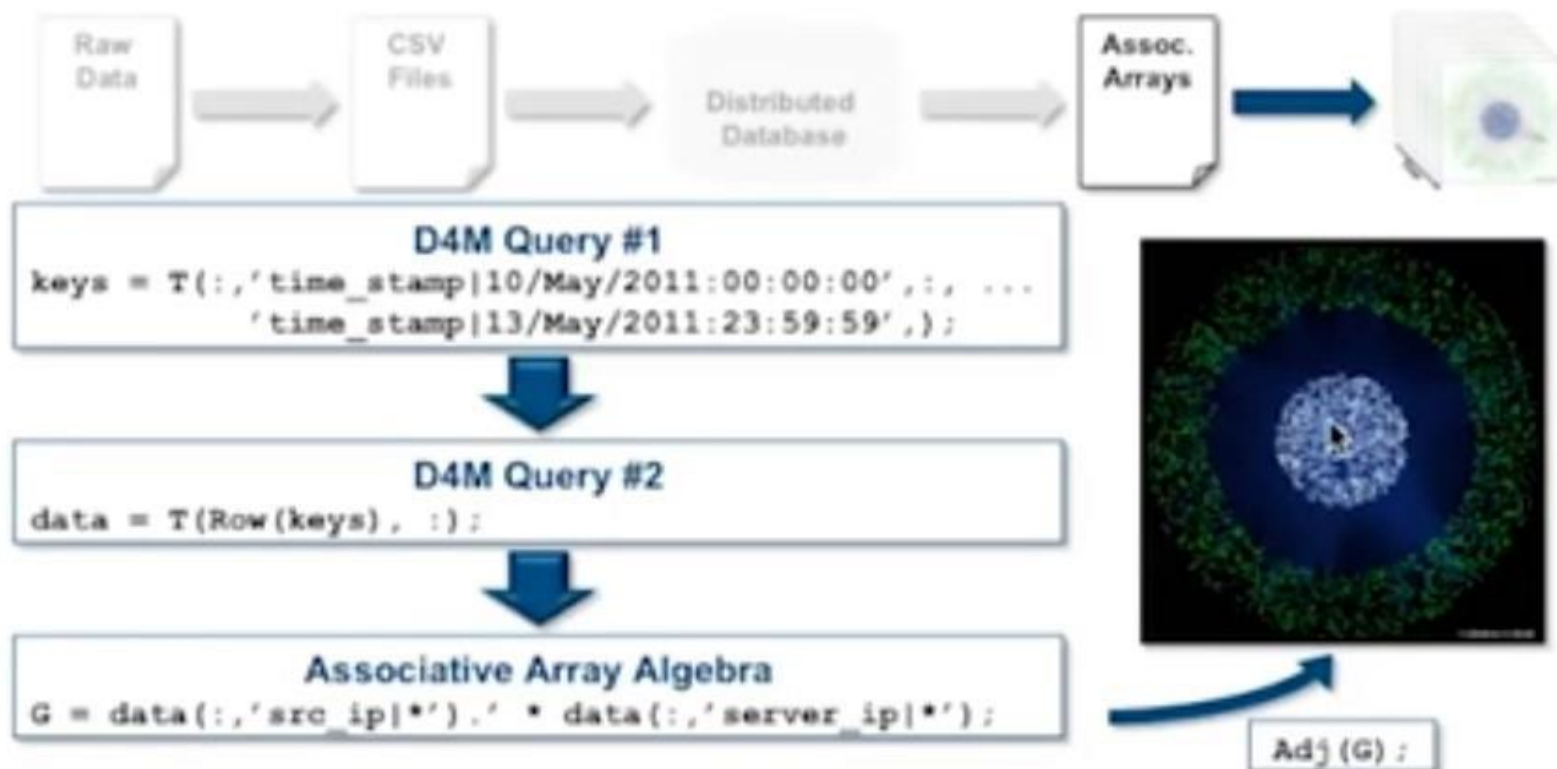 Raw
Data
CSV
Files
Distributed
Database
Assoc.
Arrays
D4M Query #1
keys = T(:,'time_stamp|10/May/2011:00:00:00',:, ...
'time_stamp|13/May/2011:23:59:59',);
D4M Query #2
data = T(Row(keys), :);
Associative Array Algebra
G = data(:,'src_ip|*').' * data(:,'server_ip|*');
Adj(G);